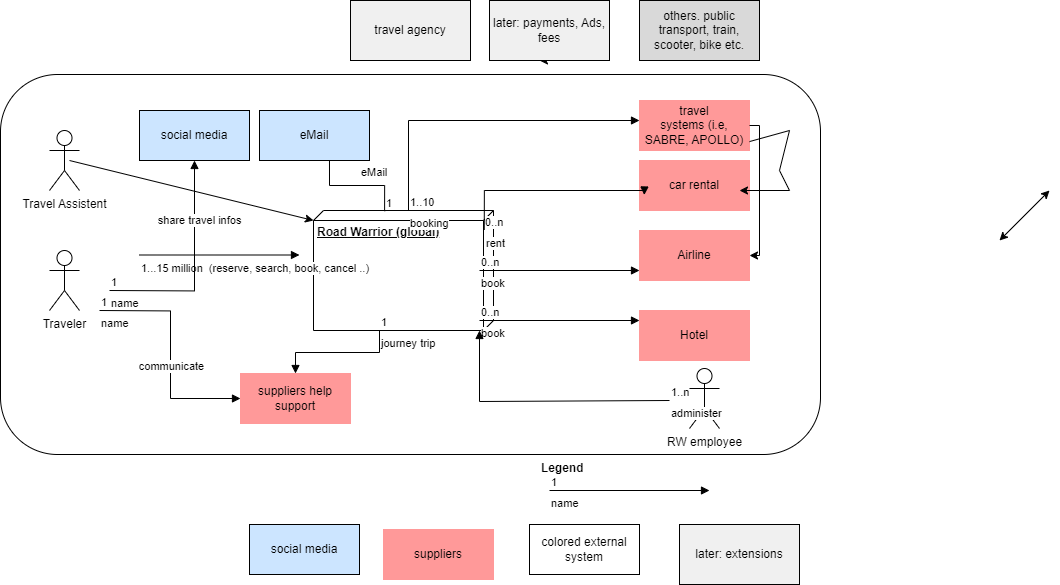 travel agency
later: payments, Ads,
fees
others. public
transport, train,
scooter, bike etc.
social media
eMail
travel
systems (i.e,
SABRE, APOLLO)
eMail
car rental
Travel Assistent
1
1..10
share travel infos
booking
0..n
Road Warrior (global)
rent
Airline
0..n
1...15 million (reserve, search, book, cancel ..)
1
book
1 name
name
Traveler
0..n
1
book
Hotel
journey trip
communicate
suppliers help
support
1..n
administer
RW employee
Legend
1
name
social media
suppliers
colored external
system
later: extensions